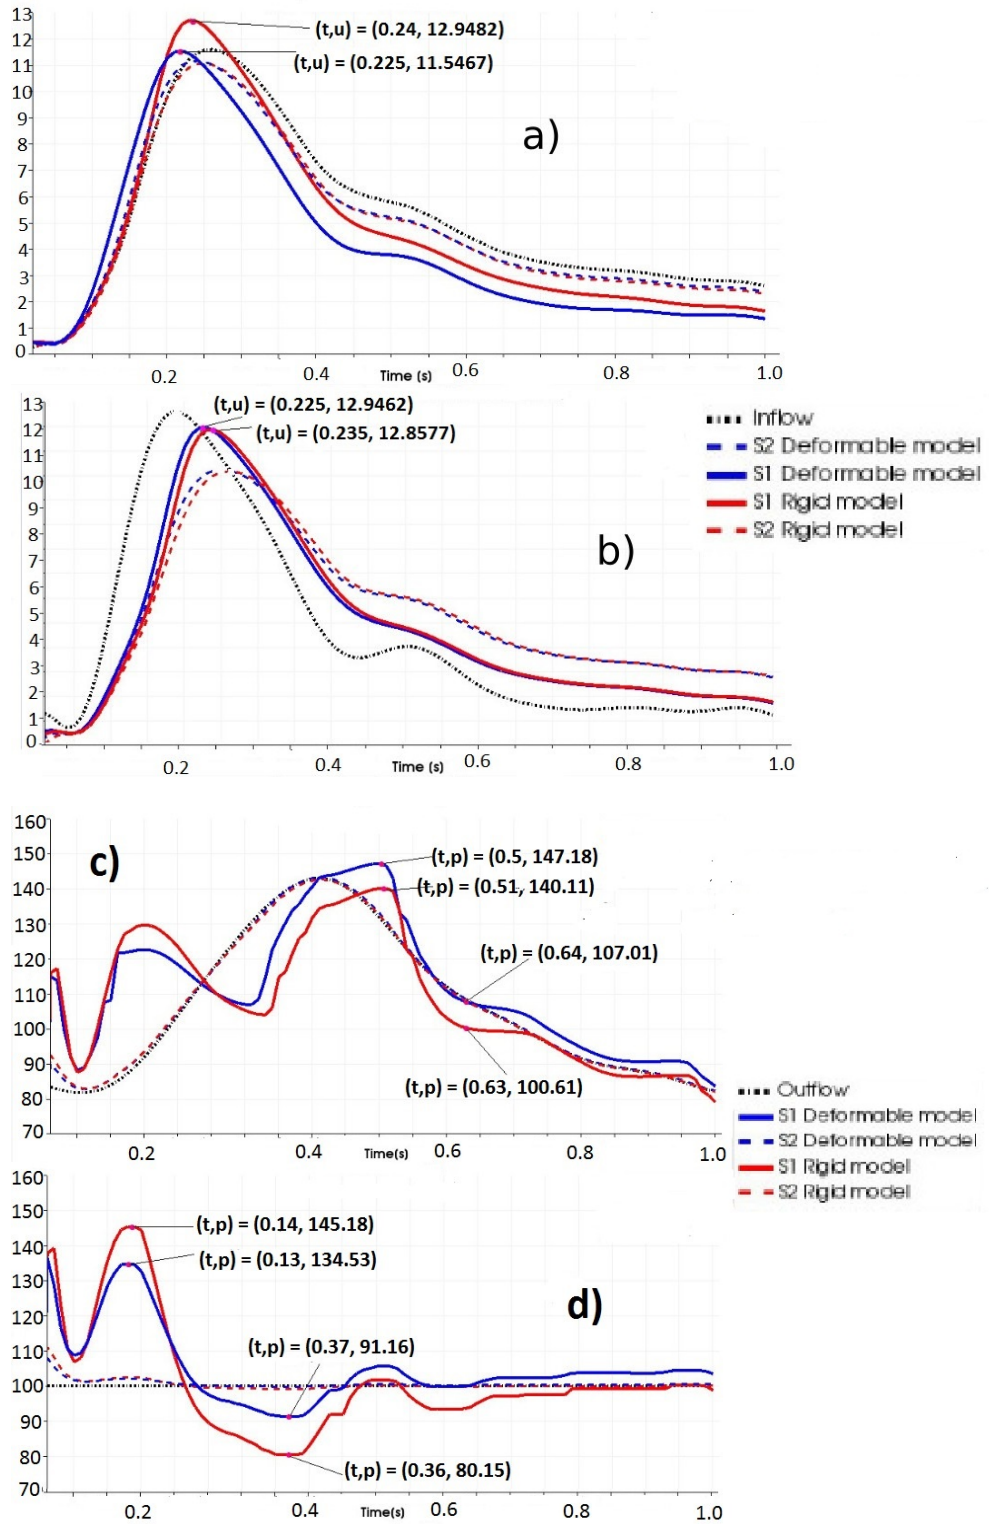 13
(t,u) = (0.24, 12.9482)
12
(t,u) = (0.225, 11.5467)
11
10
9
a)
8
7
6
5
4
3
2
1
0
0.2 0.4 Time (s) 0.6 0.8 1.0
13
(t,u) = (0.225, 12.9462)
12
(t,u) = (0.235, 12.8577)
11
10
9
8
b)
7
6
5
4
3
2
1
0
0.2 0.4 Time (s) 0.6 0.8 1.0
Inflow
S2 Deformable model
S1 Deformable model
S1 Rigid model
S2 Rigid model
160
c)
150
(t,p) = (0.5, 147.18)
140
(t,p) = (0.51, 140.11)
130
120
(t,p) = (0.64, 107.01)
110
100
90
(t,p) = (0.63, 100.61)
80
70
0.2 0.4 Time(s) 0.6 0.8 1.0
Outflow
S1 Deformable model
S2 Deformable model
S1 Rigid model
S2 Rigid model
160
150
(t,p) = (0.14, 145.18)
140
(t,p) = (0.13, 134.53)
130
120
d)
110
(t,p) = (0.37, 91.16)
100
90
80
(t,p) = (0.36, 80.15)
70
0.2 0.4 Time(s) 0.6 0.8 1.0